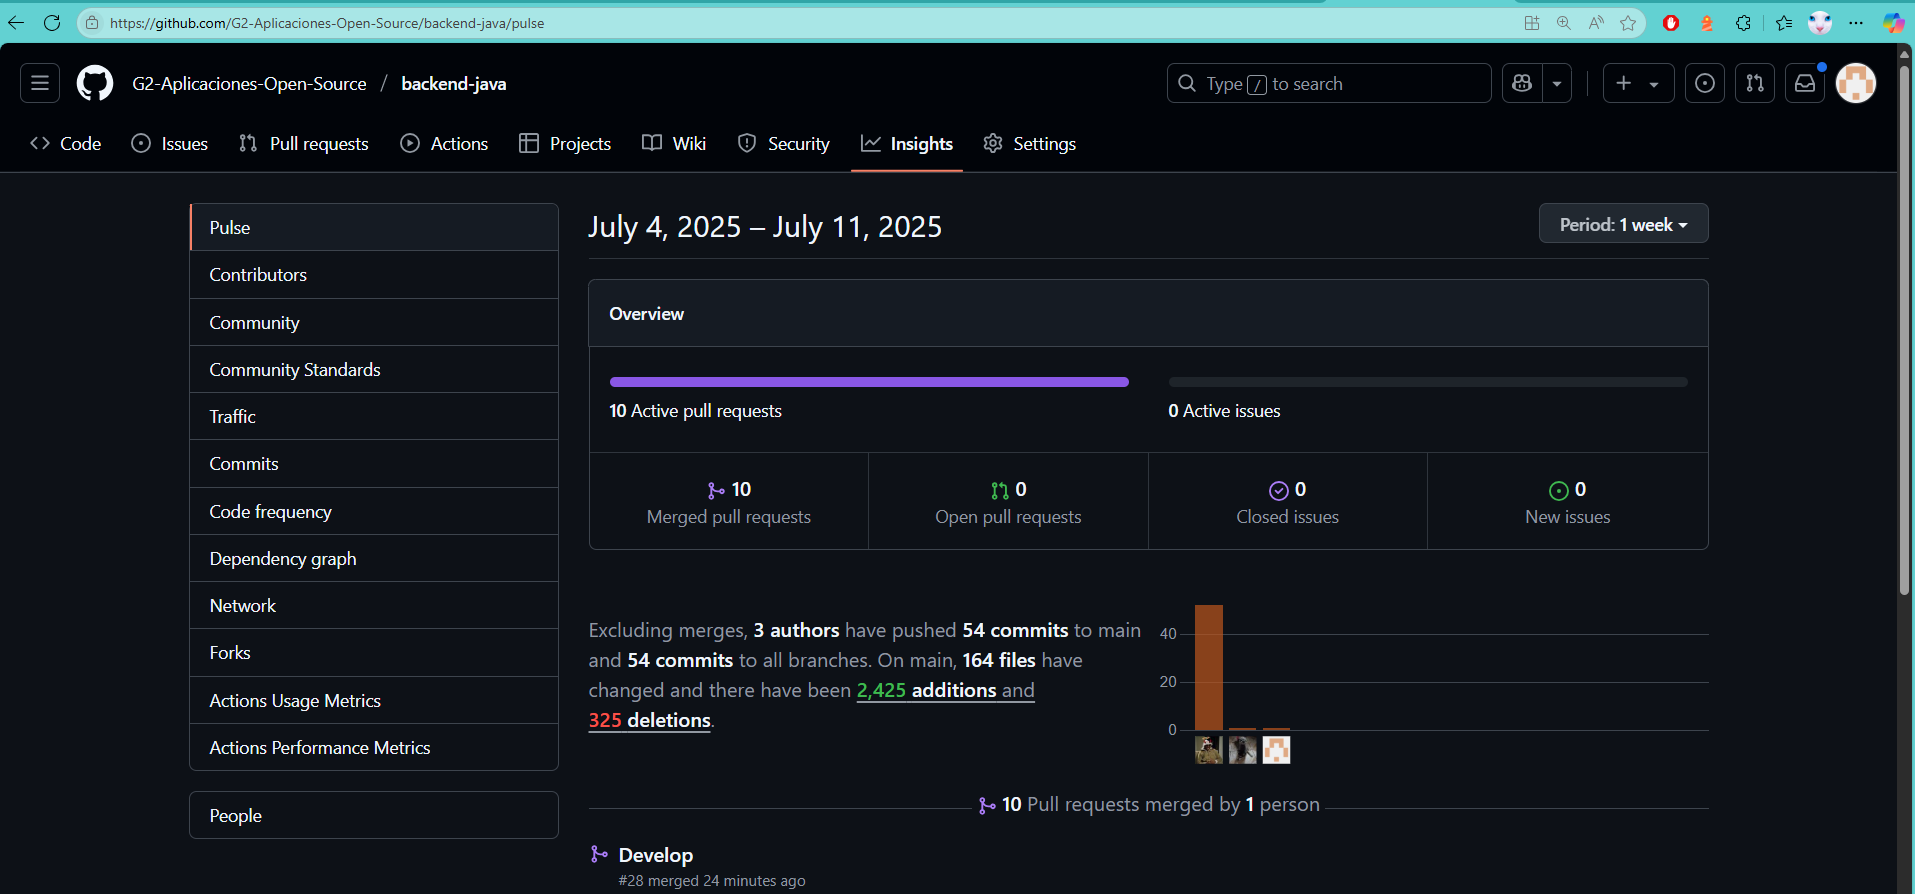 https://github.com/G2-Aplicaciones-Open-Source/backend-java/pulse
G2-Aplicaciones-Open-Source / backend-java
Type / to search
Code
Issues
Pull requests
Actions
Projects
Wiki
Security
Insights
Settings
Pulse
Contributors
Community
Community Standards
Traffic
Commits
Code frequency
Dependency graph
Network
Forks
Actions Usage Metrics
Actions Performance Metrics
People
July 4, 2025 – July 11, 2025
Period: 1 week
Overview
10 Active pull requests
0 Active issues
10
Merged pull requests
0
Open pull requests
0
Closed issues
0
New issues
Excluding merges, 3 authors have pushed 54 commits to main
and 54 commits to all branches. On main, 164 files have
changed and there have been 2,425 additions and
325 deletions.
40
20
0
10 Pull requests merged by 1 person
Develop
#28 merged 24 minutes ago